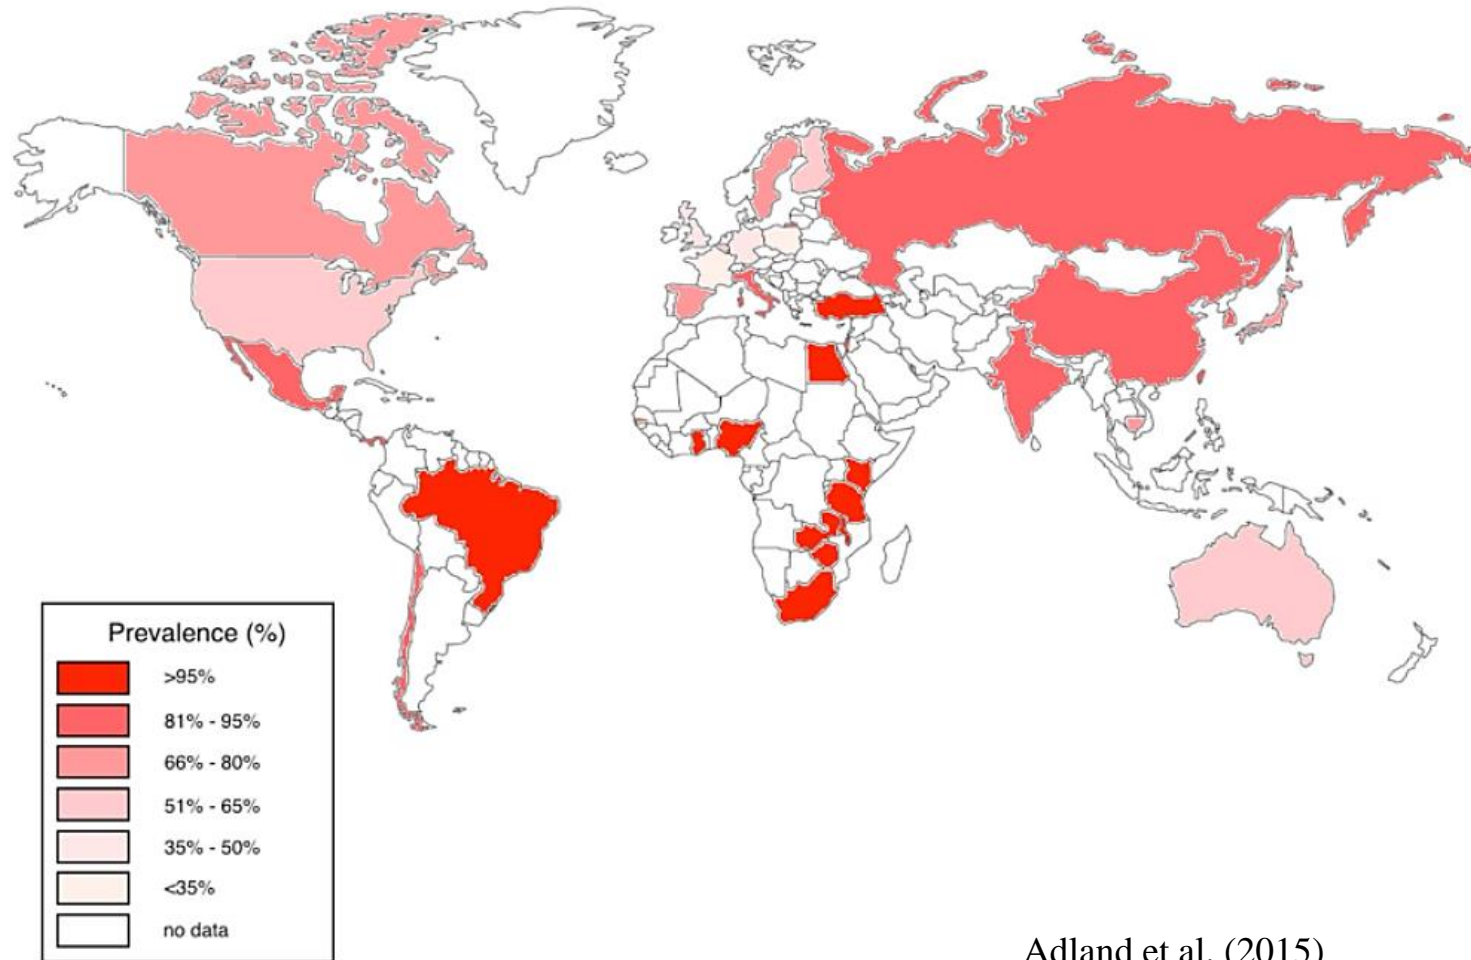 Prevalence (%)
>95%
81% - 95%
66% - 80%
51% - 65%
35% - 50%
<35%
no data
Adland et al. (2015)